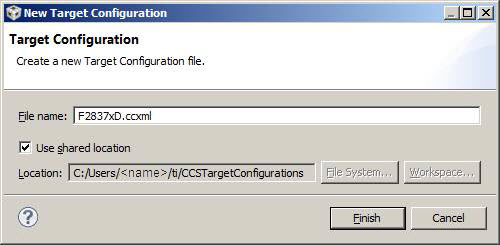 New Target Configuration
Target Configuration
Create a new Target Configuration file.
File name: F2837xD.ccxml
Use shared location
Location: C:/Users/<name>/ti/CCSTargetConfigurations File System... Workspace...
? Finish Cancel